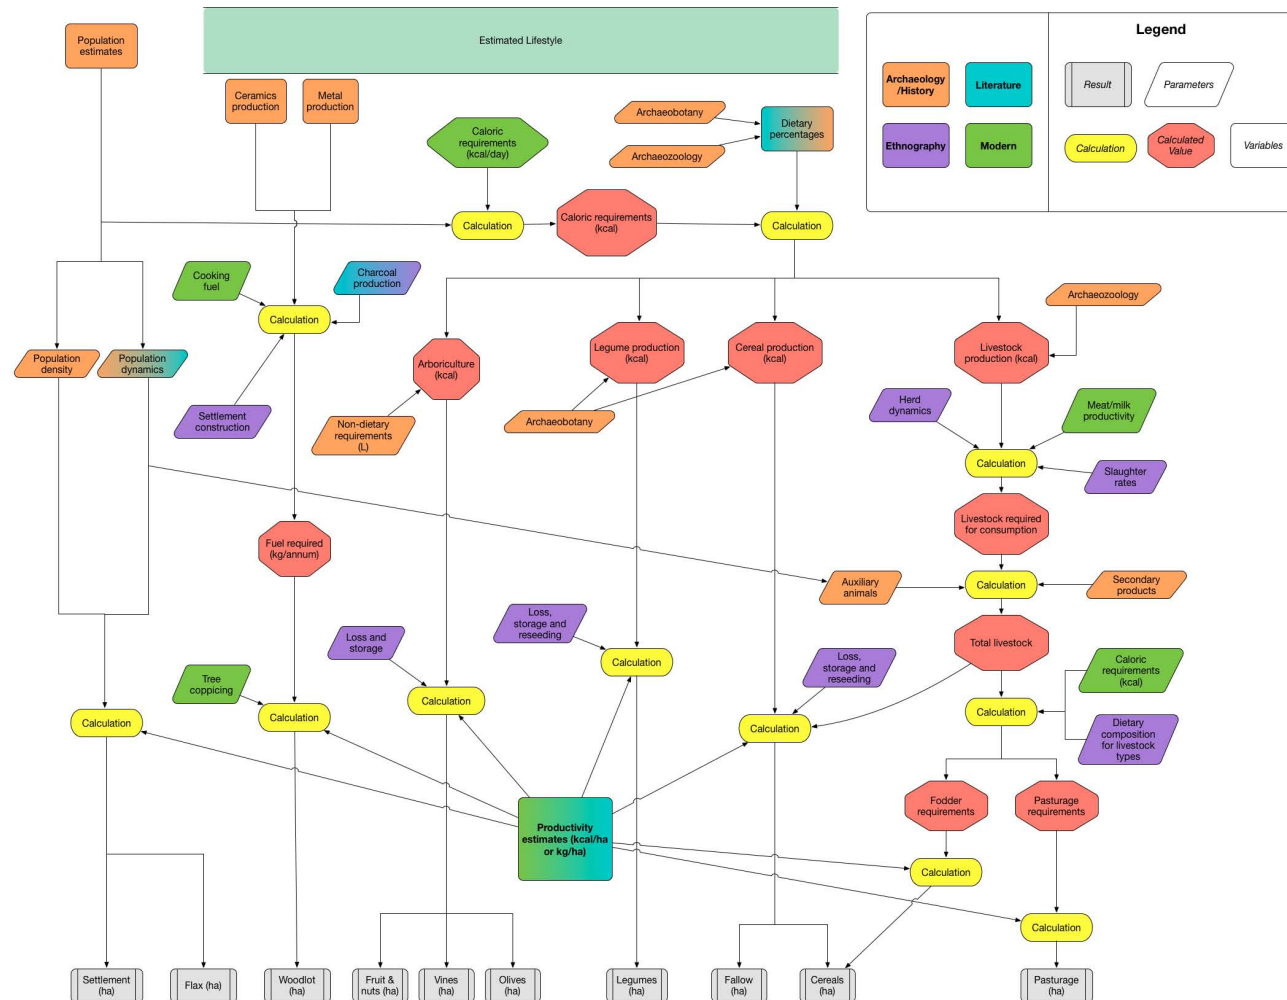 Population
estimates
Estimated Lifestyle
Legend
Archaeology
/History
Literature
Result
Parameters
Ethnography
Modern
Calculation
Calculated
Value
Variables
Ceramics
production
Metal
production
Caloric
requirements
(kcal/day)
Archaeobotany
Archaeozoology
Dietary
percentages
Calculation
Caloric requirements
(kcal)
Calculation
Cooking
fuel
Charcoal
production
Calculation
Archaeozoology
Population
density
Population
dynamics
Arboriculture
(kcal)
Legume production
(kcal)
Cereal production
(kcal)
Livestock
production (kcal)
Settlement
construction
Non-dietary
requirements
(L)
Archaeobotany
Herd
dynamics
Meat/milk
productivity
Calculation
Slaughter
rates
Fuel required
(kg/annum)
Livestock required
for consumption
Auxiliary
animals
Calculation
Secondary
products
Loss and
storage
Loss,
storage and
reseeding
Calculation
Loss,
storage and
reseeding
Total livestock
Caloric
requirements
(kcal)
Tree
coppicing
Calculation
Calculation
Calculation
Calculation
Calculation
Dietary
composition
for livestock
types
Productivity
estimates (kcal/ha
or kg/ha)
Fodder
requirements
Pasturage
requirements
Calculation
Calculation
Settlement
(ha)
Flax (ha)
Woodlot
(ha)
Fruit &
nuts (ha)
Vines
(ha)
Olives
(ha)
Legumes
(ha)
Fallow
(ha)
Cereals
(ha)
Pasturage
(ha)